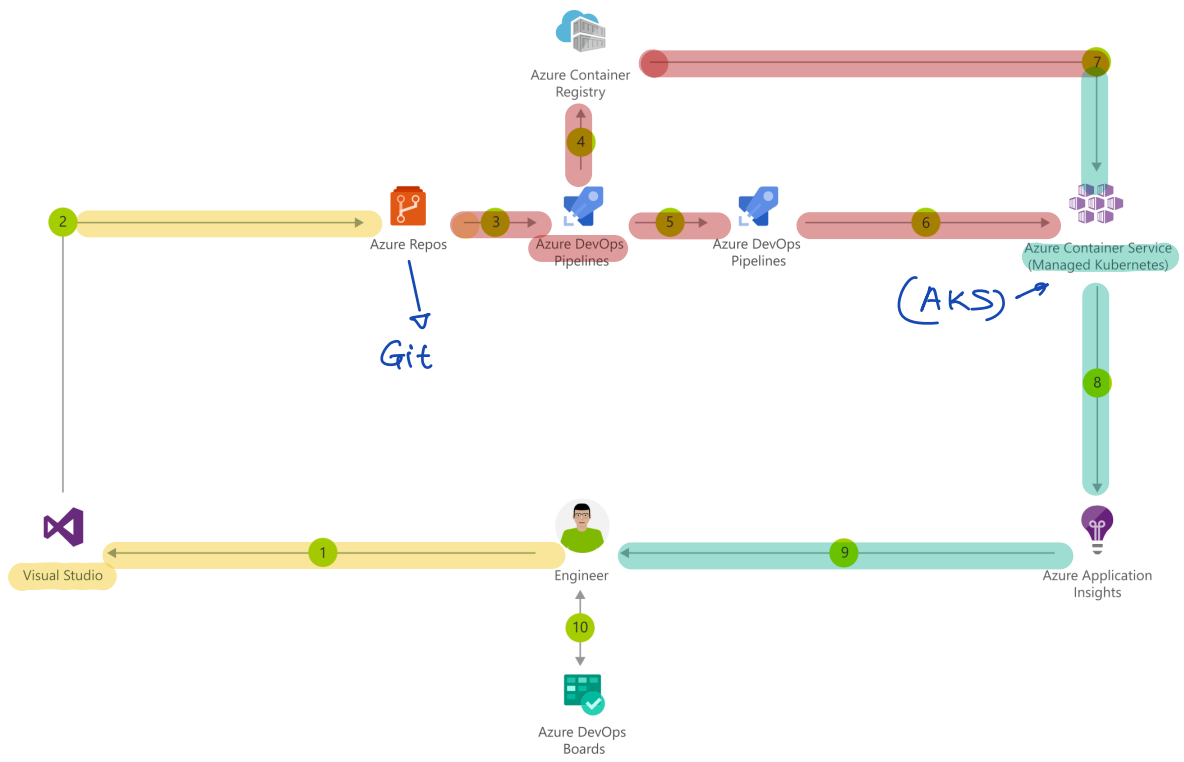 Azure Container
Registry
7
4
2
3
5
6
Azure Repos
Azure DevOps
Pipelines
Azure DevOps
Pipelines
Azure Container Service
(Managed Kubernetes)
(AKS)
Git
8
Visual Studio
1
Engineer
9
Azure Application
Insights
10
Azure DevOps
Boards